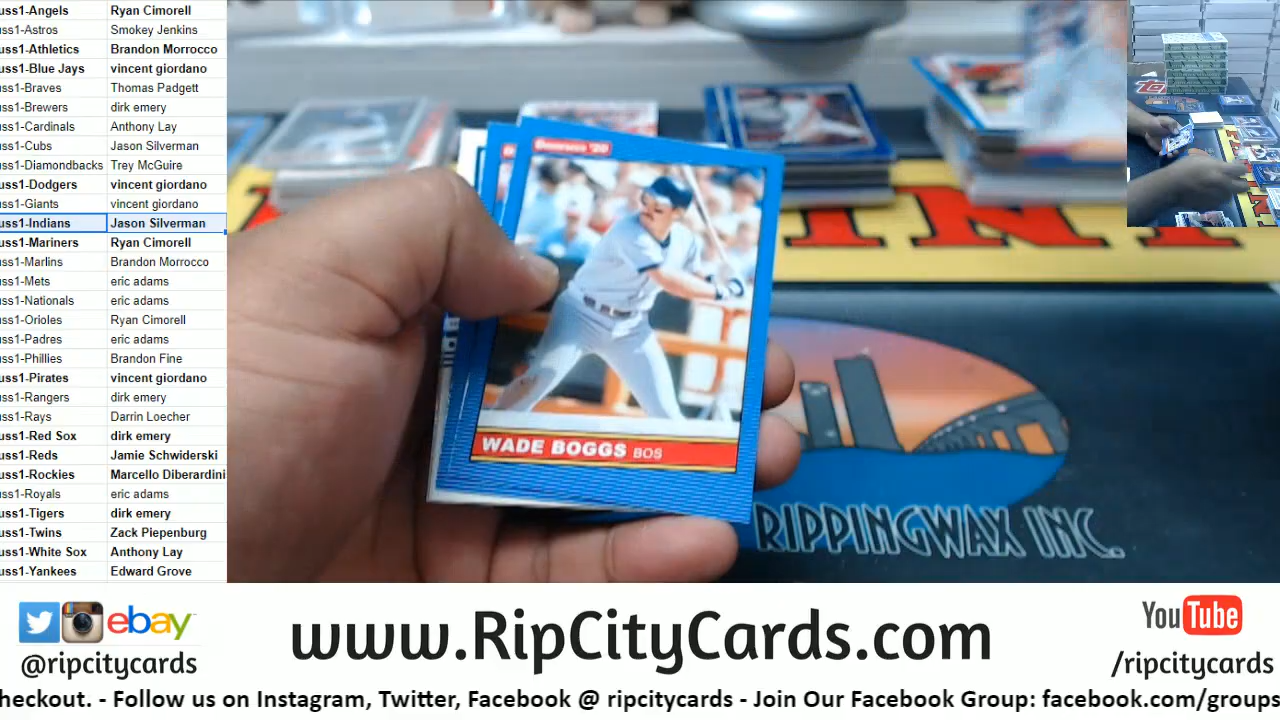 uss1-Angels Ryan Cimorell
uss1-Astros Smokey Jenkins
uss1-Athletics Brandon Morrocco
uss1-Blue Jays vincent giordano
uss1-Braves Thomas Padgett
uss1-Brewers dirk emery
uss1-Cardinals Anthony Lay
uss1-Cubs Jason Silverman
uss1-Diamondbacks Trey McGuire
uss1-Dodgers vincent giordano
uss1-Giants vincent giordano
uss1-Indians Jason Silverman
uss1-Mariners Ryan Cimorell
uss1-Marlins Brandon Morrocco
uss1-Mets eric adams
uss1-Nationals eric adams
uss1-Orioles Ryan Cimorell
uss1-Padres eric adams
uss1-Phillies Brandon Fine
uss1-Pirates vincent giordano
uss1-Rangers dirk emery
uss1-Rays Darrin Loecher
uss1-Red Sox dirk emery
uss1-Reds Jamie Schwiderski
uss1-Rockies Marcello Diberardini
uss1-Royals eric adams
uss1-Tigers dirk emery
uss1-Twins Zack Piepenburg
uss1-White Sox Anthony Lay
uss1-Yankees Edward Grove
Donruss '20
WADE BOGGS BOS
RIPPINGWAX INC.
ebay
@ripcitycards
www.RipCityCards.com
YouTube
/ripcitycards
heckout. - Follow us on Instagram, Twitter, Facebook @ ripcitycards - Join Our Facebook Group: facebook.com/groups